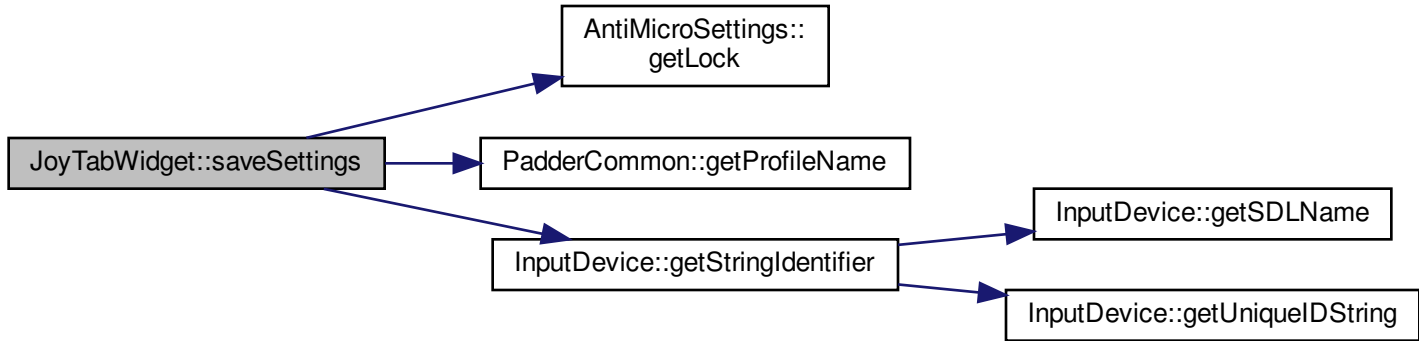 AntiMicroSettings::
getLock
JoyTabWidget::saveSettings
PadderCommon::getProfileName
InputDevice::getSDLName
InputDevice::getStringIdentifier
InputDevice::getUniqueIDString